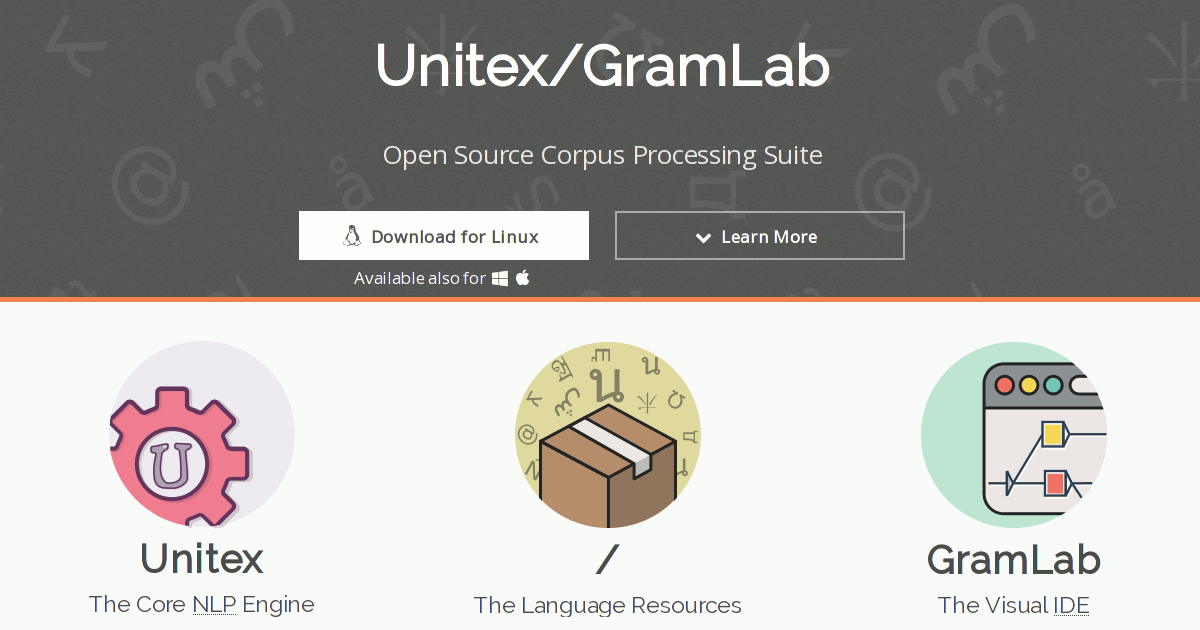 Unitex/GramLab
Open Source Corpus Processing Suite
Download for Linux
Learn More
Available also for
U
Unitex
/
GramLab
The Core NLP Engine
The Language Resources
The Visual IDE